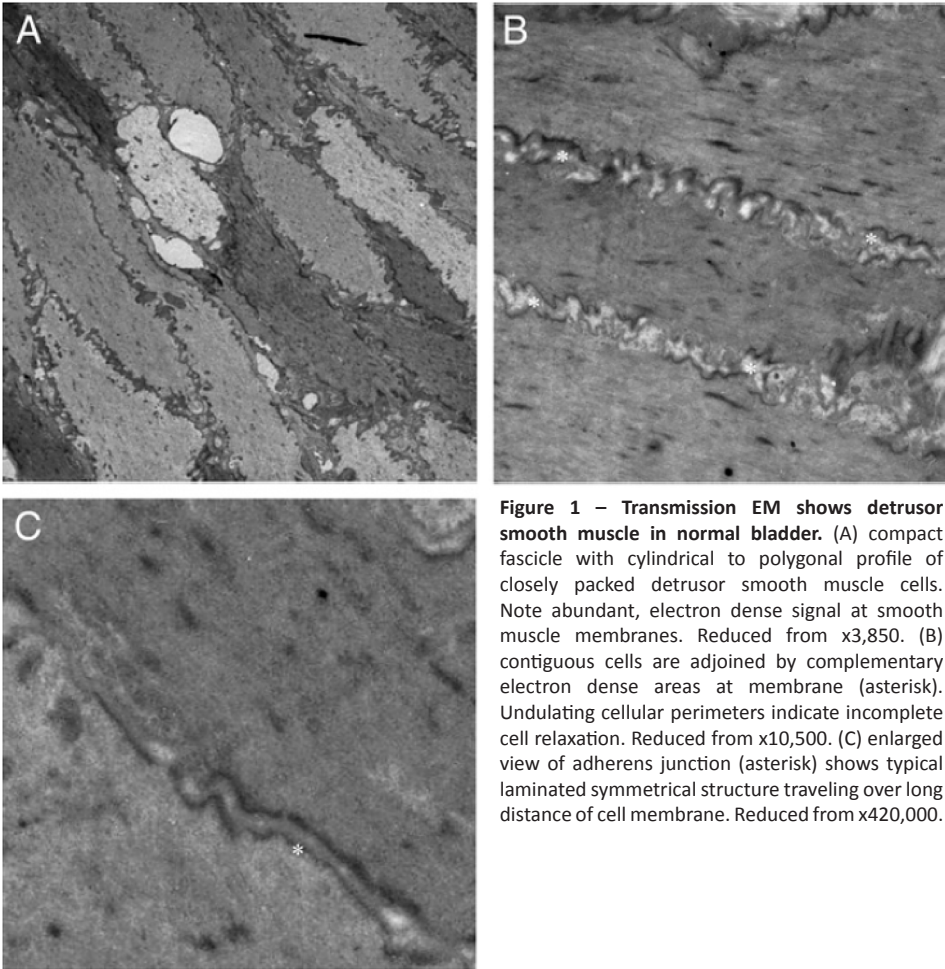 A
B
C
Figure 1 – Transmission EM shows detrusor
smooth muscle in normal bladder. (A) compact
fascicle with cylindrical to polygonal profile of
closely packed detrusor smooth muscle cells.
Note abundant, electron dense signal at smooth
muscle membranes. Reduced from x3,850. (B)
contiguous cells are adjoined by complementary
electron dense areas at membrane (asterisk).
Undulating cellular perimeters indicate incomplete
cell relaxation. Reduced from x10,500. (C) enlarged
view of adherens junction (asterisk) shows typical
laminated symmetrical structure traveling over long
distance of cell membrane. Reduced from x420,000.